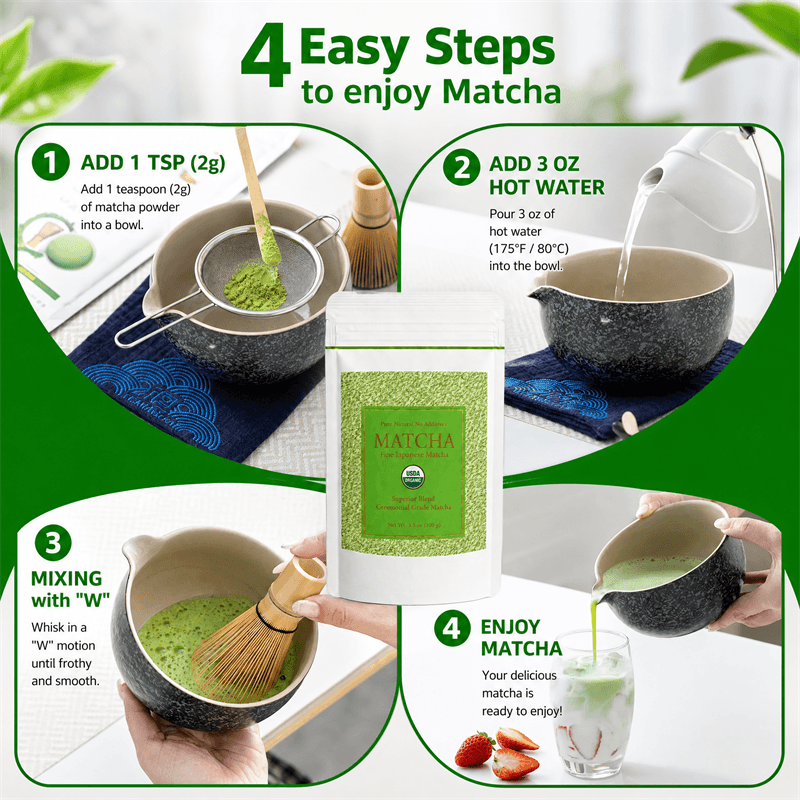 4 Easy Steps
to enjoy Matcha
1 ADD 1 TSP (2g)
Add 1 teaspoon (2g)
of matcha powder
into a bowl.
2 ADD 3 OZ
HOT WATER
Pour 3 oz of
hot water
(175°F / 80°C)
into the bowl.
Pure Natural No Additives
MATCHA
Fine Japanese Matcha
USDA
ORGANIC
Superior Blend
Ceremonial Grade Matcha
3
MIXING
with "W"
Whisk in a
"W" motion
until frothy
and smooth.
4 ENJOY
MATCHA
Your delicious
matcha is
ready to enjoy!